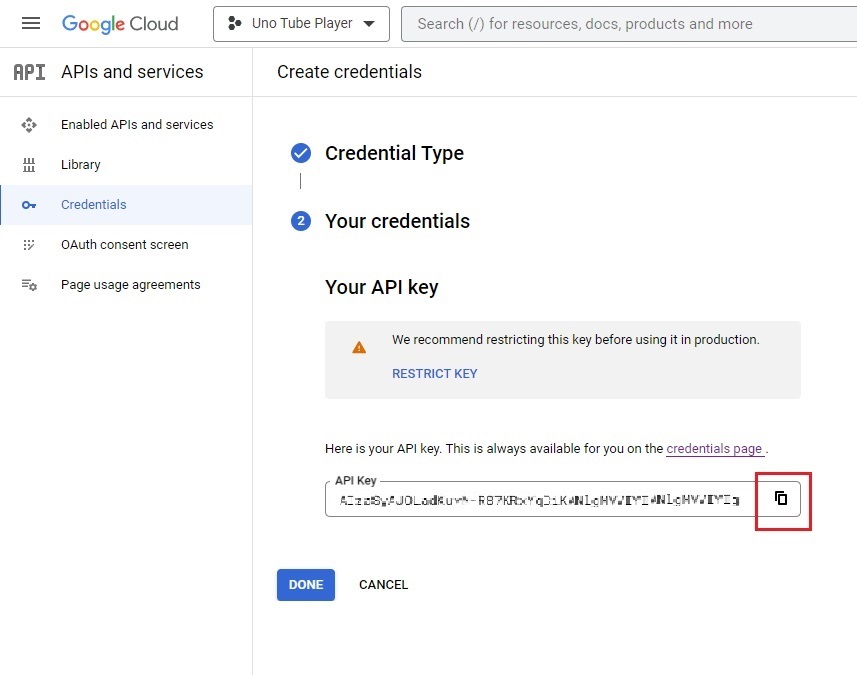 Google Cloud
Uno Tube Player
Search (/) for resources, docs, products and more
API APIs and services
Create credentials
Enabled APIs and services
Library
Credentials
OAuth consent screen
Page usage agreements
Credential Type
2 Your credentials
Your API key
We recommend restricting this key before using it in production.
RESTRICT KEY
Here is your API key. This is always available for you on the credentials page .
API Key
DONE
CANCEL